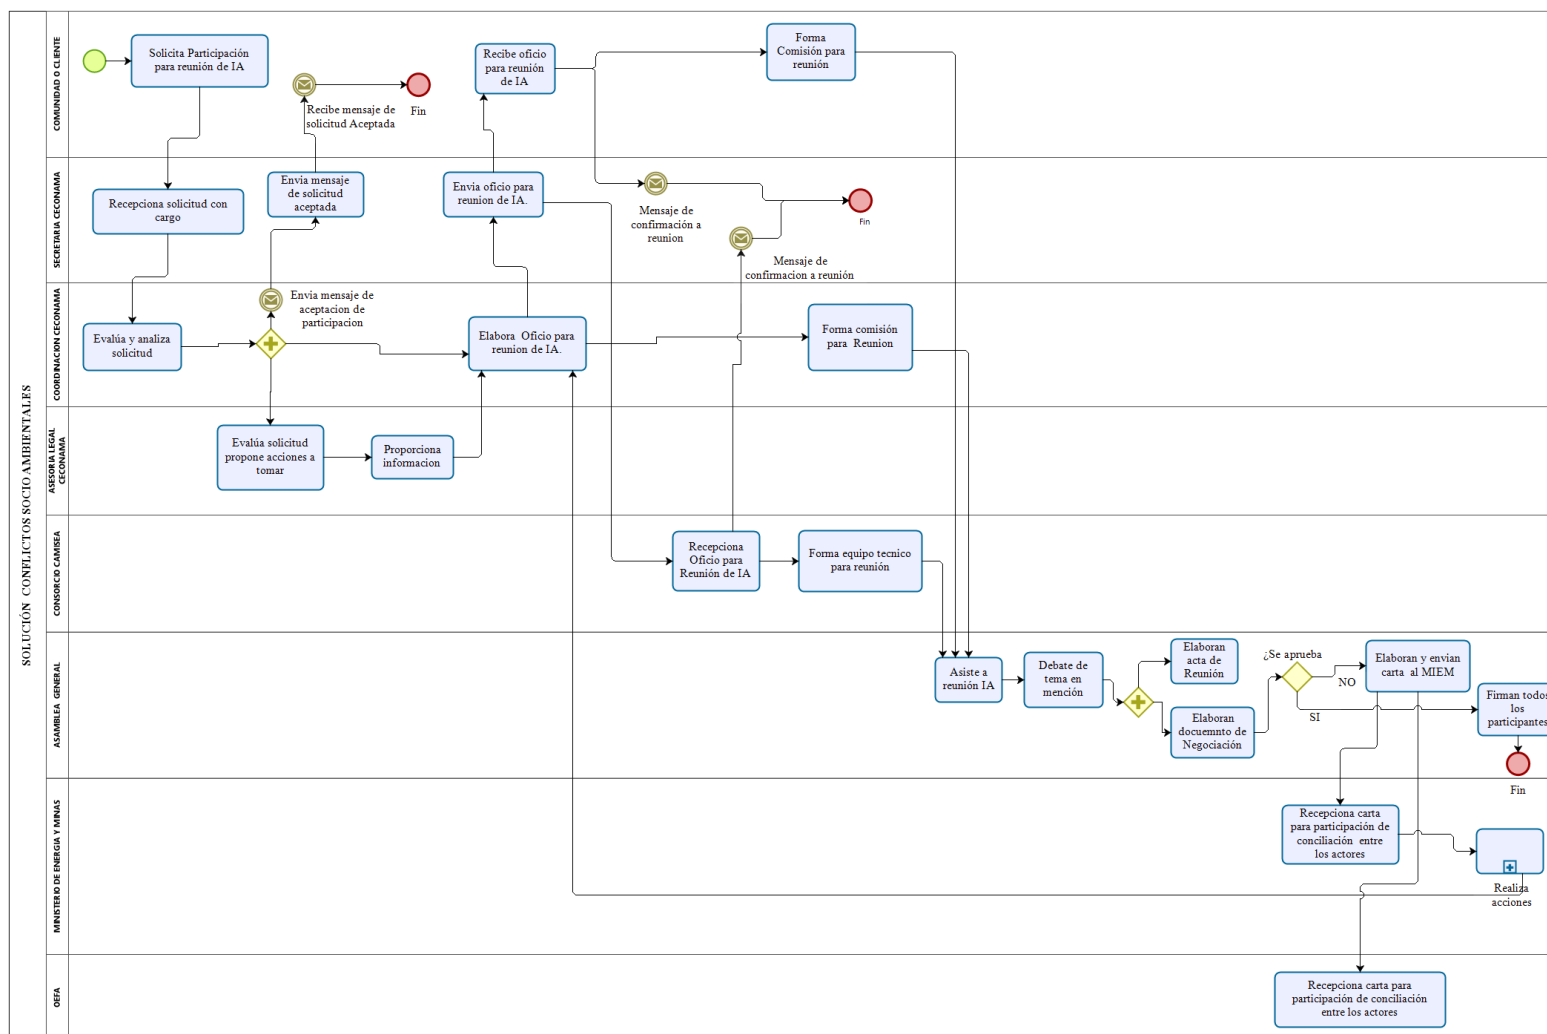 SOLUCIÓN CONFLICTOS SOCIO AMBIENTALES
COMUNIDAD O CLIENTE
Solicita Participación
para reunión de IA
Recibe mensaje de
solicitud Aceptada
Fin
Recibe oficio
para reunión
de IA
Forma
Comisión para
reunión
SECRETARIA CECONAMA
Recepciona solicitud con
cargo
Envia mensaje
de solicitud
aceptada
Envia oficio para
reunion de IA.
Mensaje de
confirmación a
reunion
Mensaje de
confirmacion a reunión
Fin
COORDINACION CECONAMA
Evalúa y analiza
solicitud
Envia mensaje de
aceptacion de
participacion
Elabora Oficio para
reunion de IA.
Forma comisión
para Reunion
ASESORIA LEGAL
CECONAMA
Evalúa solicitud
propone acciones a
tomar
Proporciona
informacion
CONSORCIO CAMISEA
Recepciona
Oficio para
Reunión de IA
Forma equipo tecnico
para reunión
ASAMBLEA GENERAL
Asiste a
reunión IA
Debate de
tema en
mención
Elaboran
acta de
Reunión
Elaboran
docuemnto de
Negociación
¿Se aprueba
NO
SI
Elaboran y envian
carta al MIEM
Firman todos
los
participantes
Fin
MINISTERIO DE ENERGIA Y MINAS
Recepciona carta
para participación de
conciliación entre
los actores
Realiza
acciones
OEFA
Recepciona carta para
participación de conciliación
entre los actores